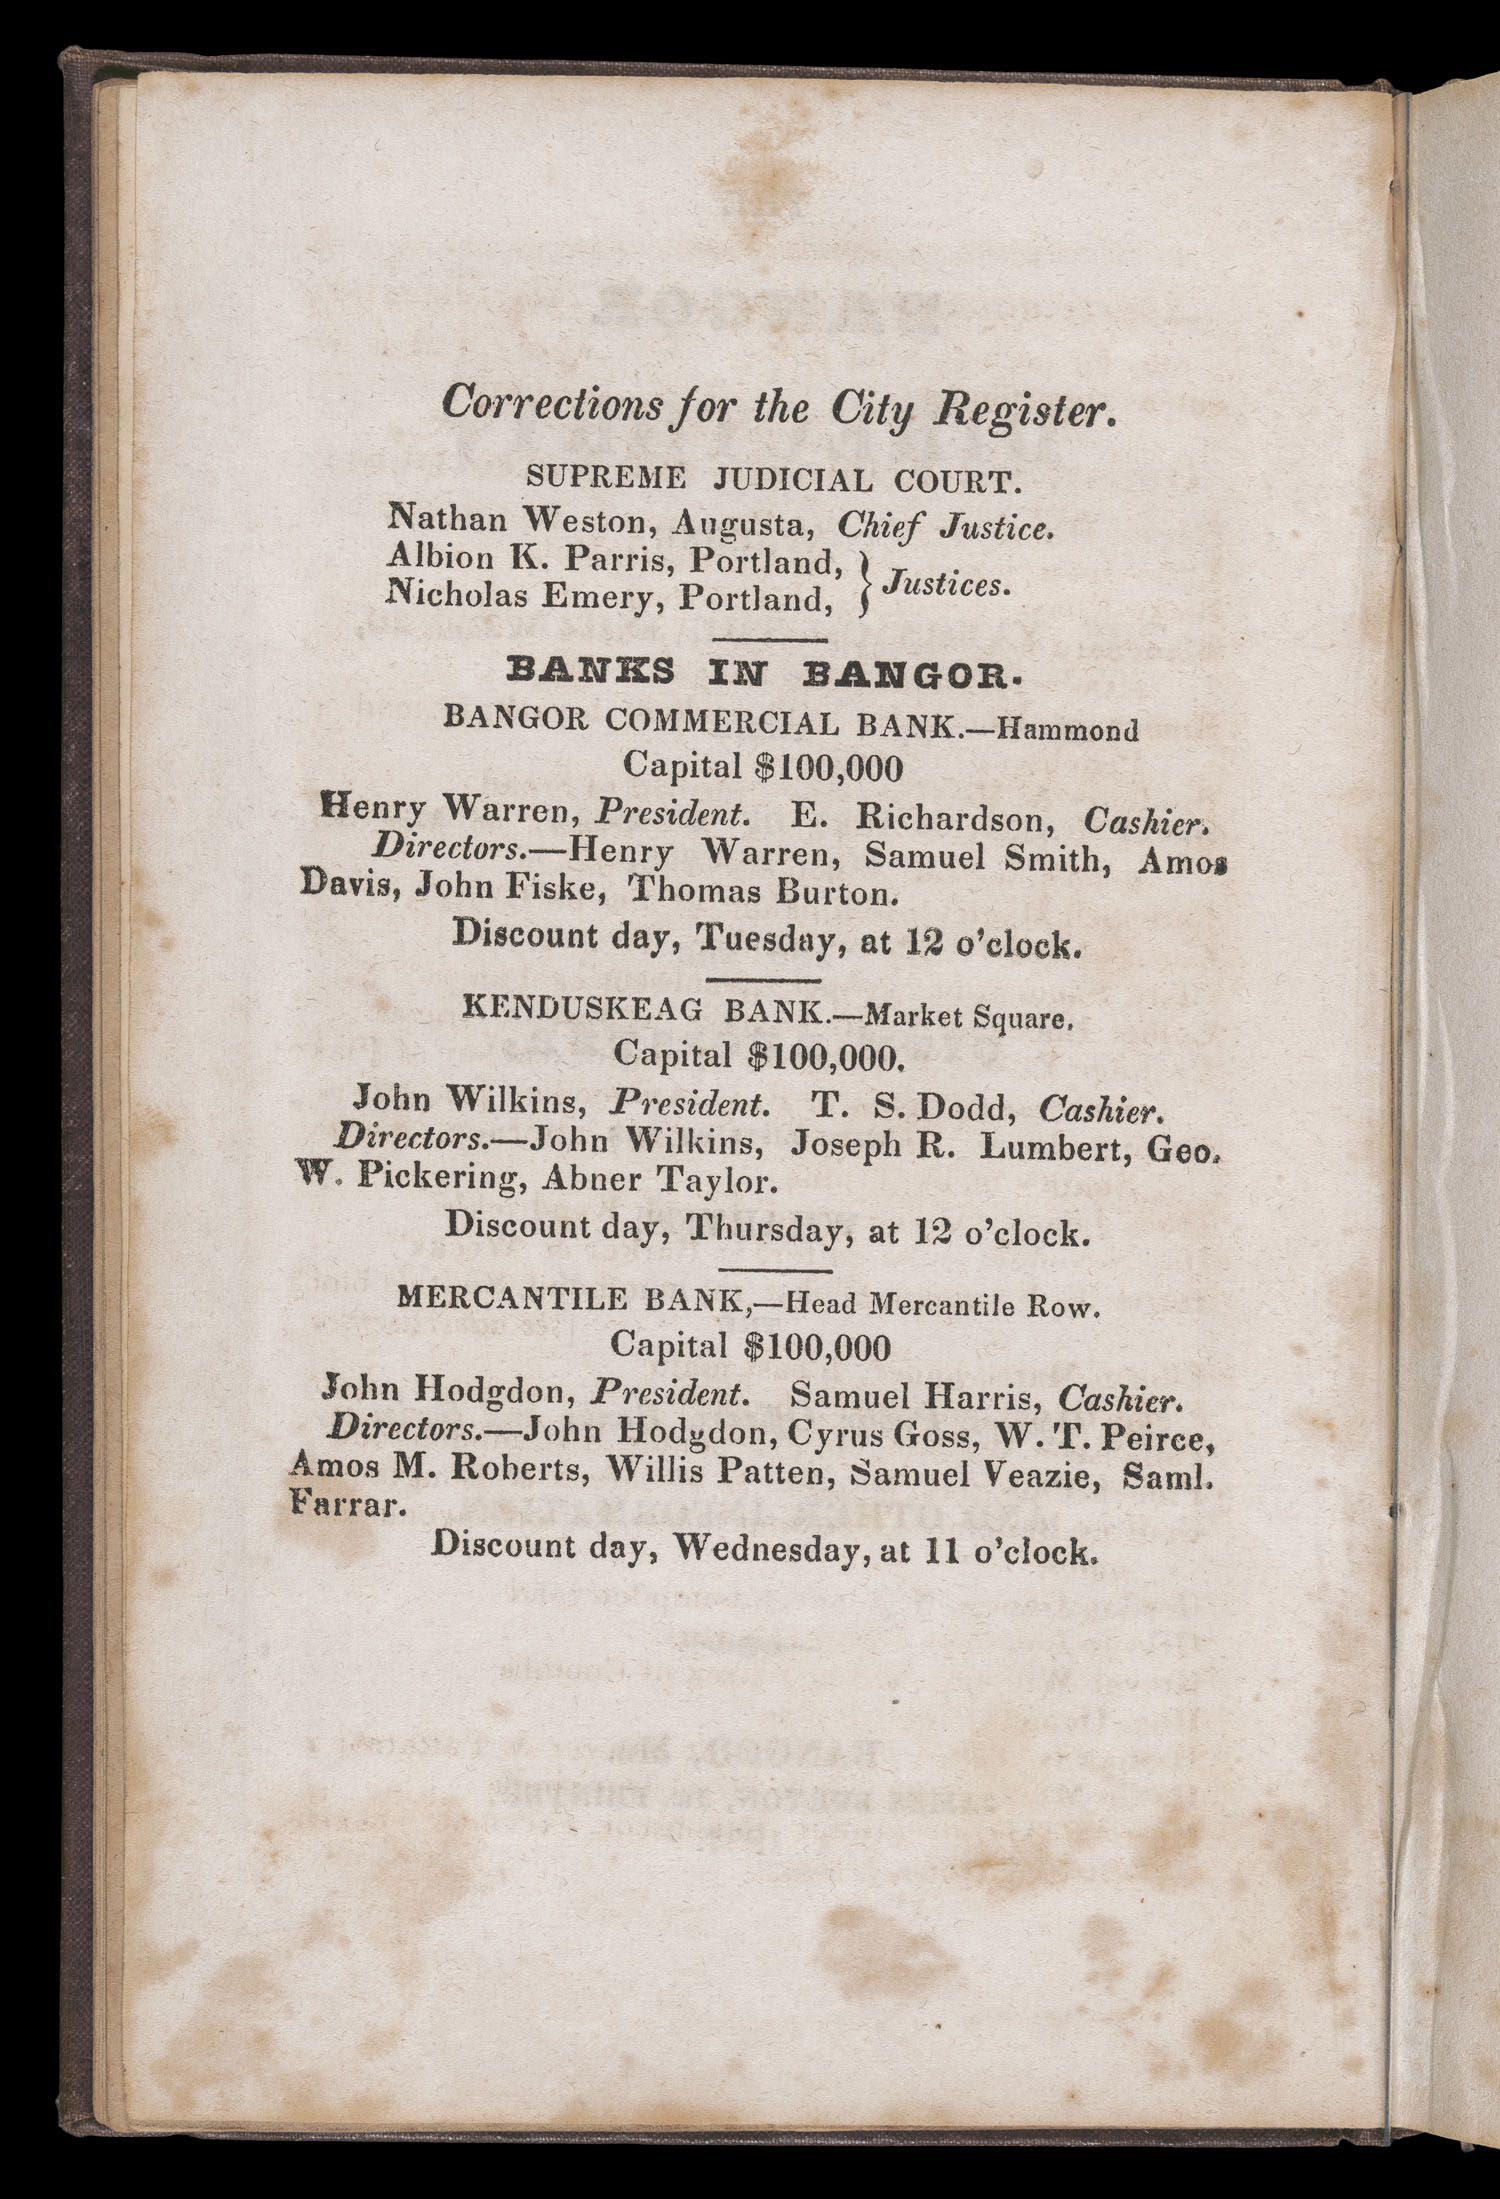 Corrections for the City Register.
SUPREME JUDICIAL COURT.
Nathan Weston, Augusta, Chief Justice.
Albion K. Parris, Portland, } Justices.
Nicholas Emery, Portland,
BANKS IN BANGOR.
BANGOR COMMERCIAL BANK.—Hammond
Capital $100,000
Henry Warren, President. E. Richardson, Cashier.
Directors.—Henry Warren, Samuel Smith, Amos
Davis, John Fiske, Thomas Burton.
Discount day, Tuesday, at 12 o'clock.
KENDUSKEAG BANK.—Market Square.
Capital $100,000.
John Wilkins, President. T. S. Dodd, Cashier.
Directors.—John Wilkins, Joseph R. Lumbert, Geo.
W. Pickering, Abner Taylor.
Discount day, Thursday, at 12 o'clock.
MERCANTILE BANK,—Head Mercantile Row.
Capital $100,000
John Hodgdon, President. Samuel Harris, Cashier.
Directors.—John Hodgdon, Cyrus Goss, W. T. Peirce,
Amos M. Roberts, Willis Patten, Samuel Veazie, Saml.
Farrar.
Discount day, Wednesday, at 11 o'clock.